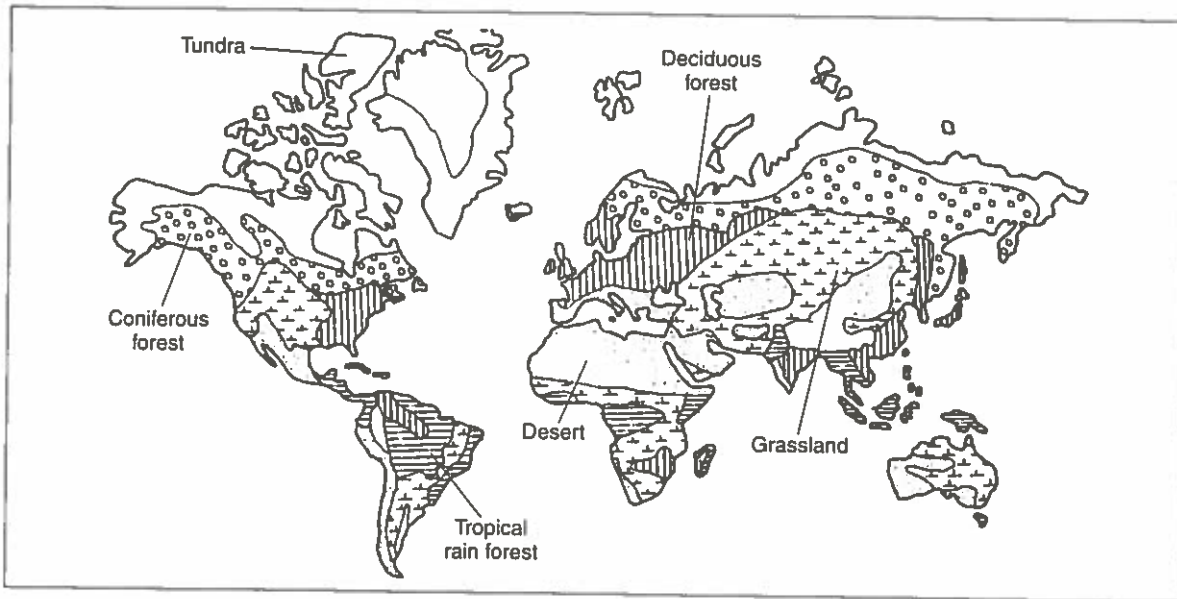 Tundra
Deciduous
forest
Coniferous
forest
Desert
Grassland
Tropical
rain forest